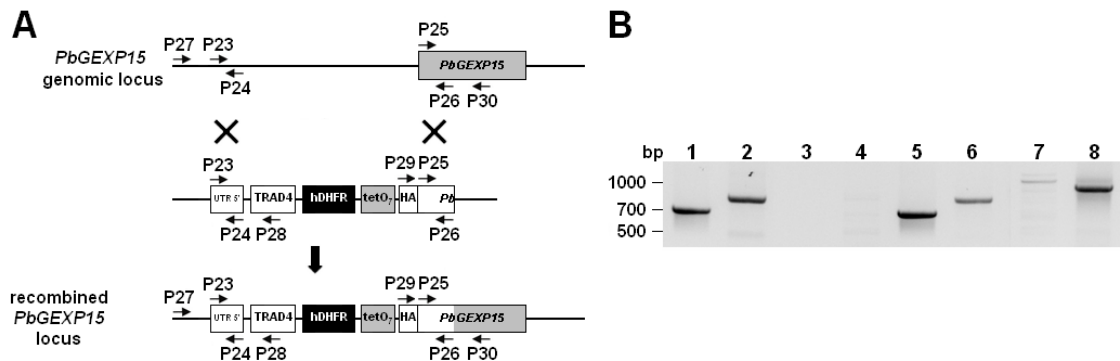 A
PbGEXP15
genomic locus
P27 P23
P24
P25
PbGEXP15
P26 P30
P23
P29 P25
UTR 5' TRAD4 hDHFR tetO7 HA Pb
P24 P28
P26
recombined
PbGEXP15
locus
P27
P23
P29 P25
UTR 5' TRAD4 hDHFR tetO7 HA PbGEXP15
P24 P28
P26 P30
B
bp 1 2 3 4 5 6 7 8
1000
700
500